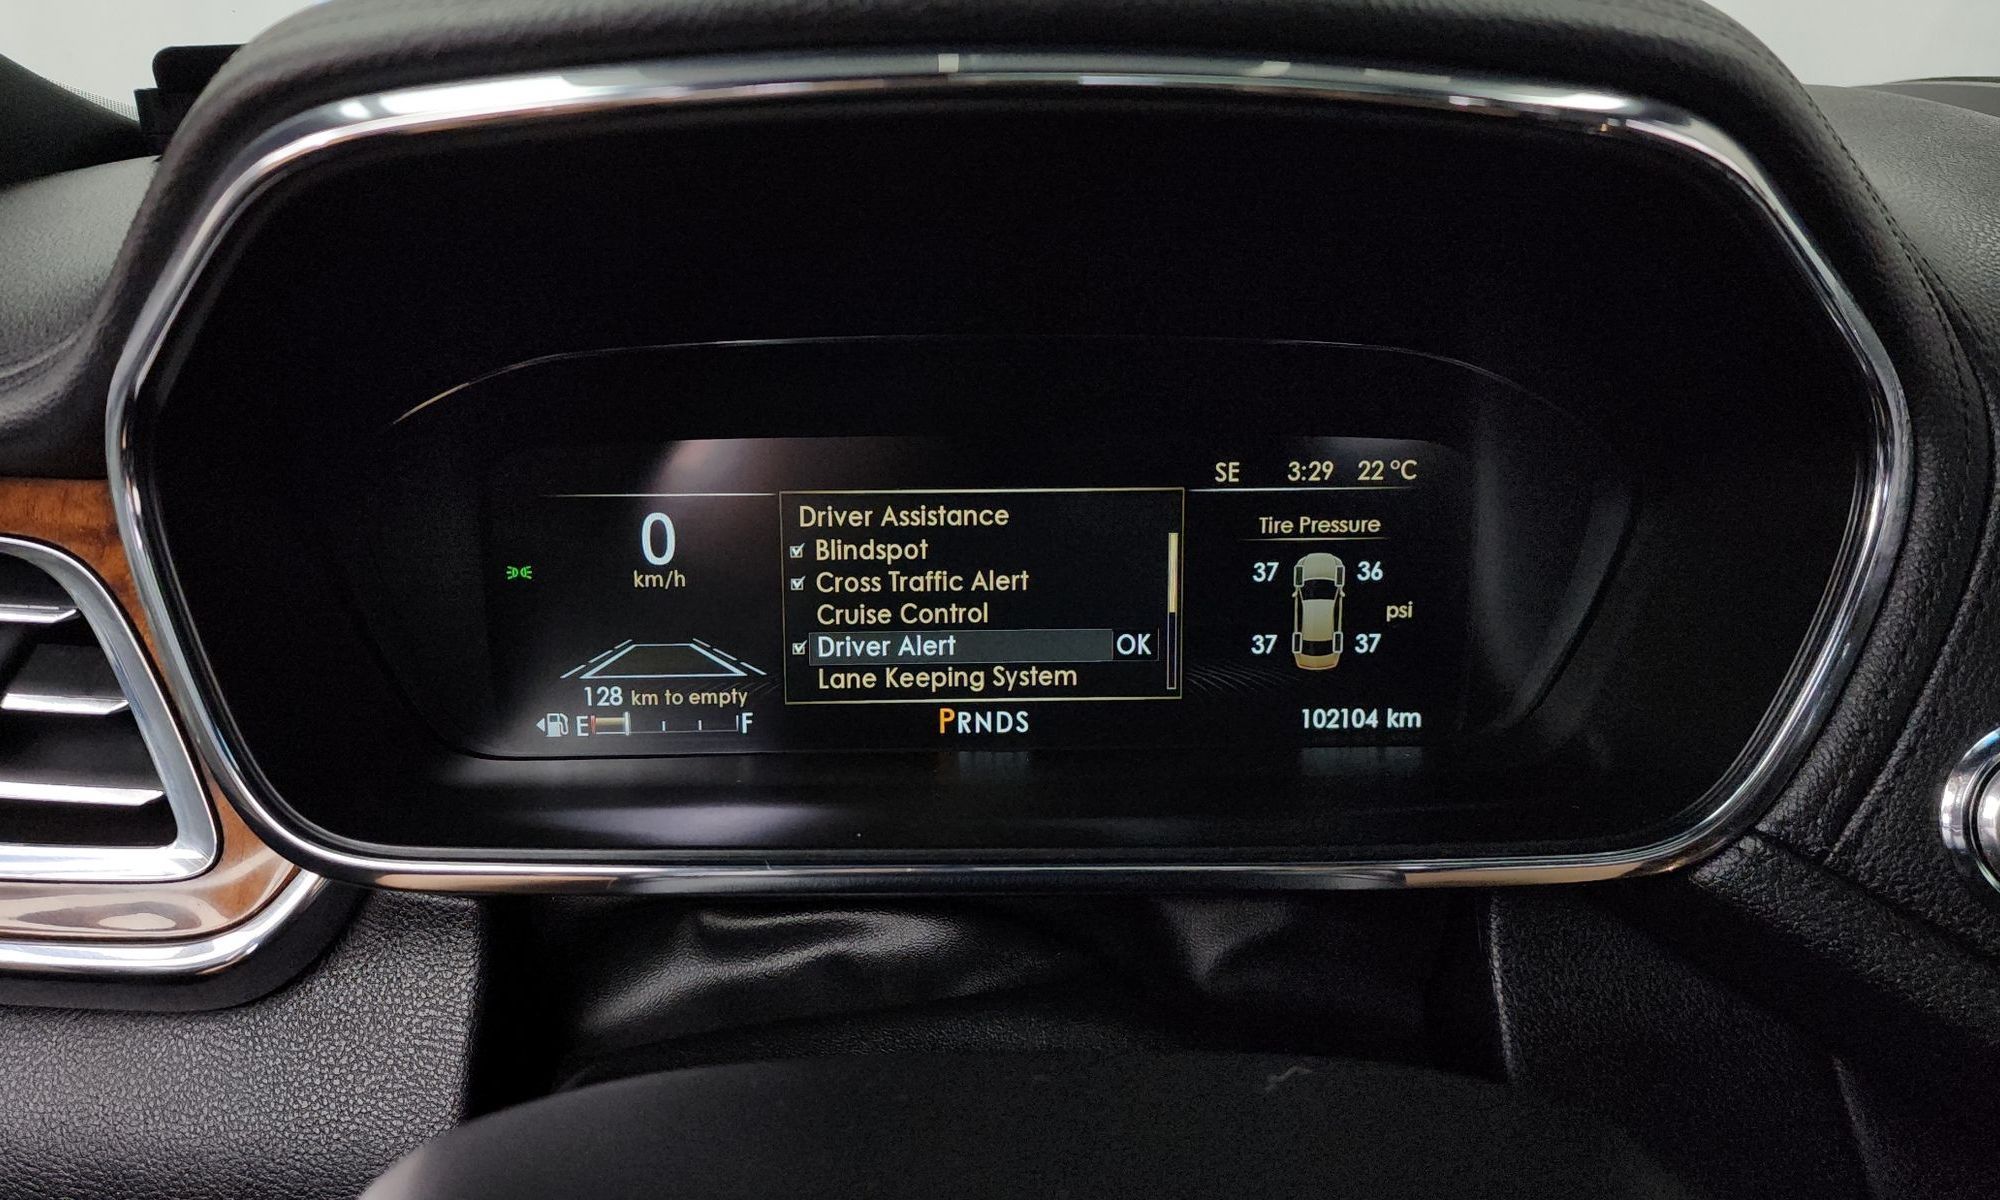 SE 3:29 22 °C
0
km/h
128 km to empty
E F
Driver Assistance
Blindspot
Cross Traffic Alert
Cruise Control
Driver Alert OK
Lane Keeping System
PRNDS
Tire Pressure
37 36
psi
37 37
102104 km